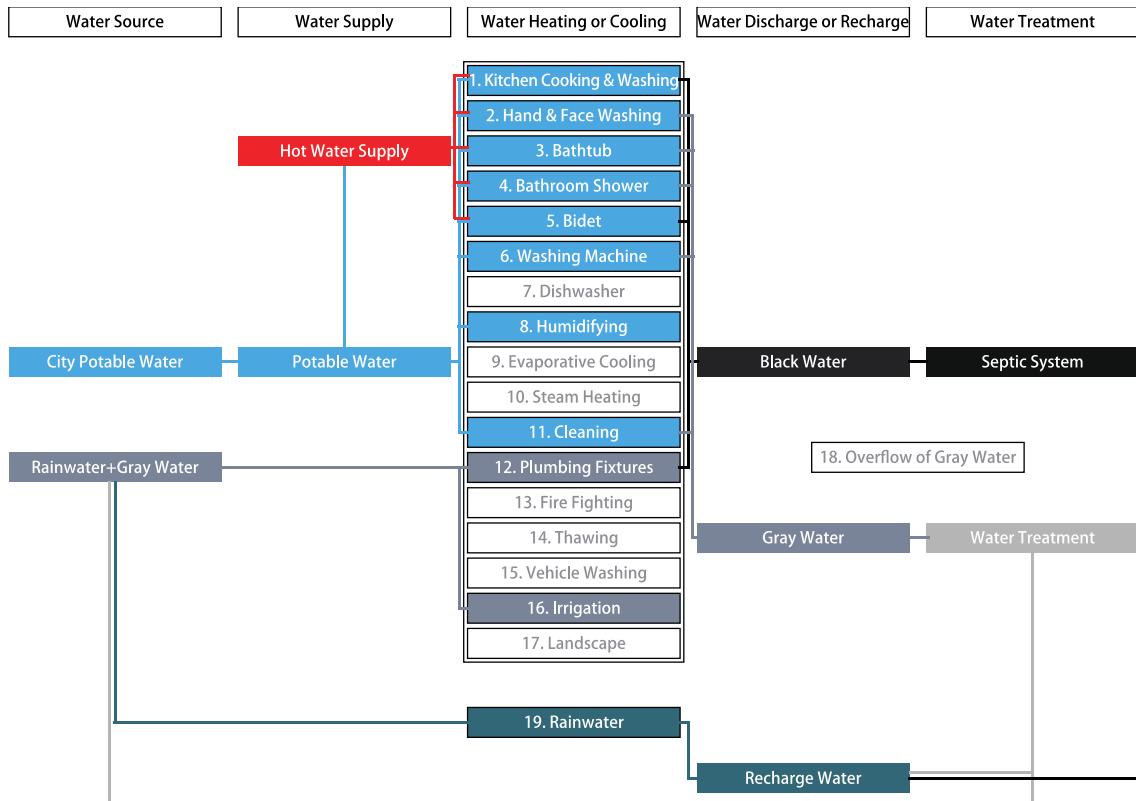 Water Source
Water Supply
Water Heating or Cooling
Water Discharge or Recharge
Water Treatment
1. Kitchen Cooking & Washing
2. Hand & Face Washing
Hot Water Supply
3. Bathtub
4. Bathroom Shower
5. Bidet
6. Washing Machine
7. Dishwasher
8. Humidifying
City Potable Water
Potable Water
9. Evaporative Cooling
Black Water
Septic System
10. Steam Heating
11. Cleaning
Rainwater+Gray Water
12. Plumbing Fixtures
18. Overflow of Gray Water
13. Fire Fighting
14. Thawing
Gray Water
Water Treatment
15. Vehicle Washing
16. Irrigation
17. Landscape
19. Rainwater
Recharge Water